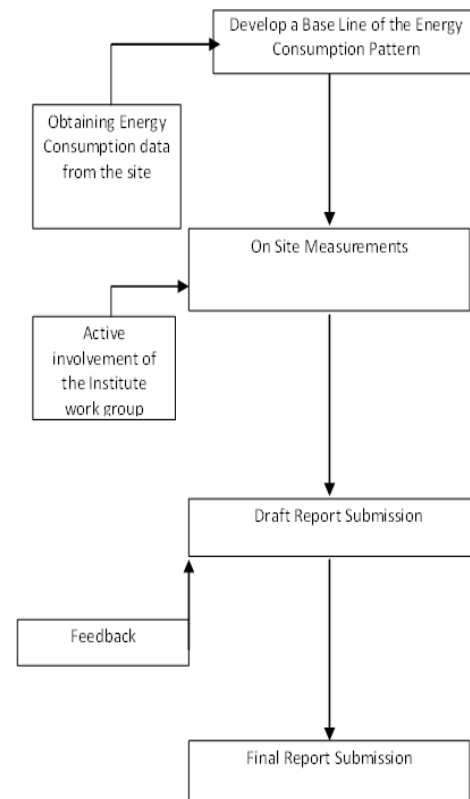 Develop a Base Line of the Energy
Consumption Pattern
Obtaining Energy
Consumption data
from the site
On Site Measurements
Active
involvement of
the Institute
work group
Draft Report Submission
Feedback
Final Report Submission